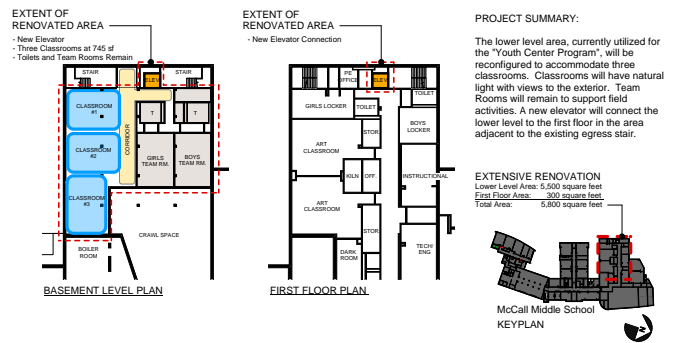 EXTENT OF
RENOVATED AREA
- New Elevator
- Three Classrooms at 745 sf
- Toilets and Team Rooms Remain
STAIR
ELEV
STAIR
CLASSROOM
#1
CORRIDOR
T
T
CLASSROOM
#2
GIRLS
TEAM RM.
BOYS
TEAM RM.
CLASSROOM
#3
CRAWL SPACE
BOILER
ROOM
BASEMENT LEVEL PLAN
EXTENT OF
RENOVATED AREA
- New Elevator Connection
PE
OFFICE
ELEV
TOILET
GIRLS LOCKER
TOILET
BOYS
LOCKER
STOR.
ART
CLASSROOM
KILN
OFF.
INSTRUCTIONAL
ART
CLASSROOM
STOR.
DARK
ROOM
TECH/
ENG
FIRST FLOOR PLAN
PROJECT SUMMARY:
The lower level area, currently utilized for
the "Youth Center Program", will be
reconfigured to accommodate three
classrooms. Classrooms will have natural
light with views to the exterior. Team
Rooms will remain to support field
activities. A new elevator will connect the
lower level to the first floor in the area
adjacent to the existing egress stair.
EXTENSIVE RENOVATION
Lower Level Area: 5,500 square feet
First Floor Area: 300 square feet
Total Area: 5,800 square feet
McCall Middle School
KEYPLAN
N